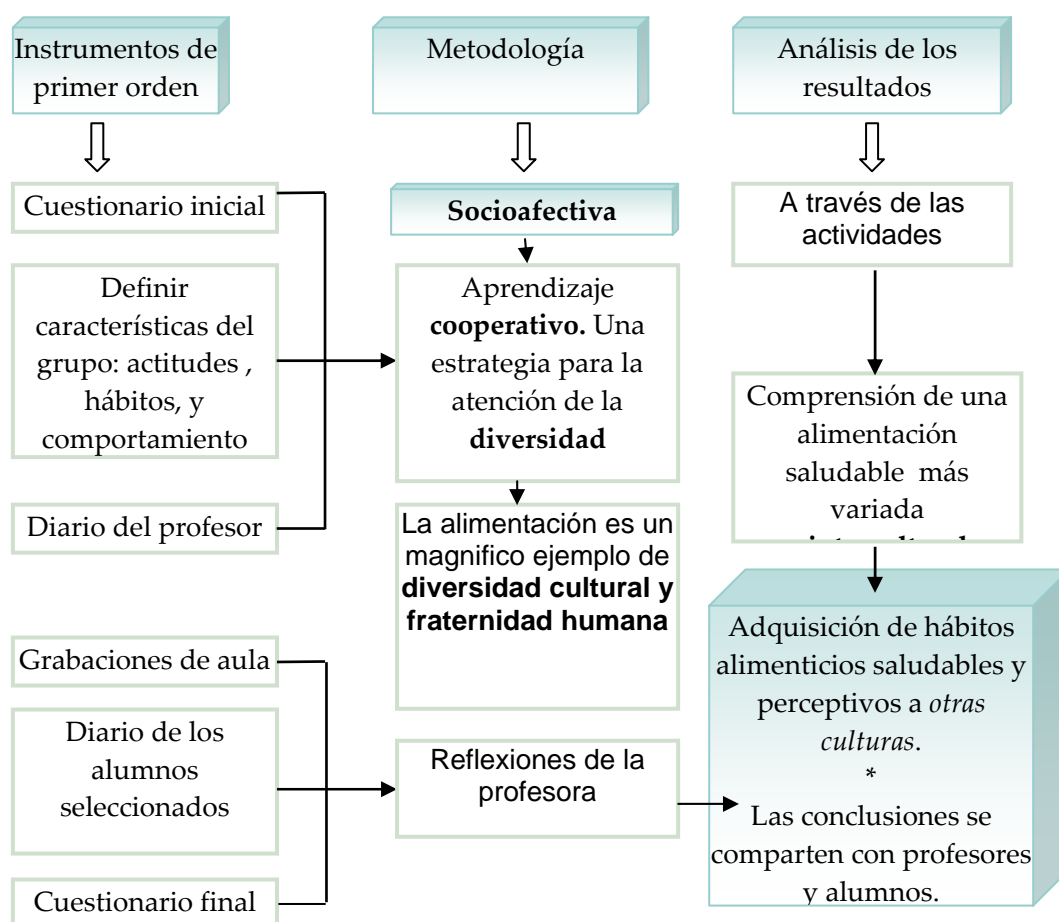 Instrumentos de
primer orden
Metodología
Análisis de los
resultados
Cuestionario inicial
Definir
características del
grupo: actitudes ,
hábitos, y
comportamiento
Diario del profesor
Grabaciones de aula
Diario de los
alumnos
seleccionados
Cuestionario final
Socioafectiva
Aprendizaje
cooperativo. Una
estrategia para la
atención de la
diversidad
La alimentación es un
magnifico ejemplo de
diversidad cultural y
fraternidad humana
Reflexiones de la
profesora
A través de las
actividades
Comprensión de una
alimentación
saludable más
variada
Adquisición de hábitos
alimenticios saludables y
perceptivos a otras
culturas.
*
Las conclusiones se
comparten con profesores
y alumnos.